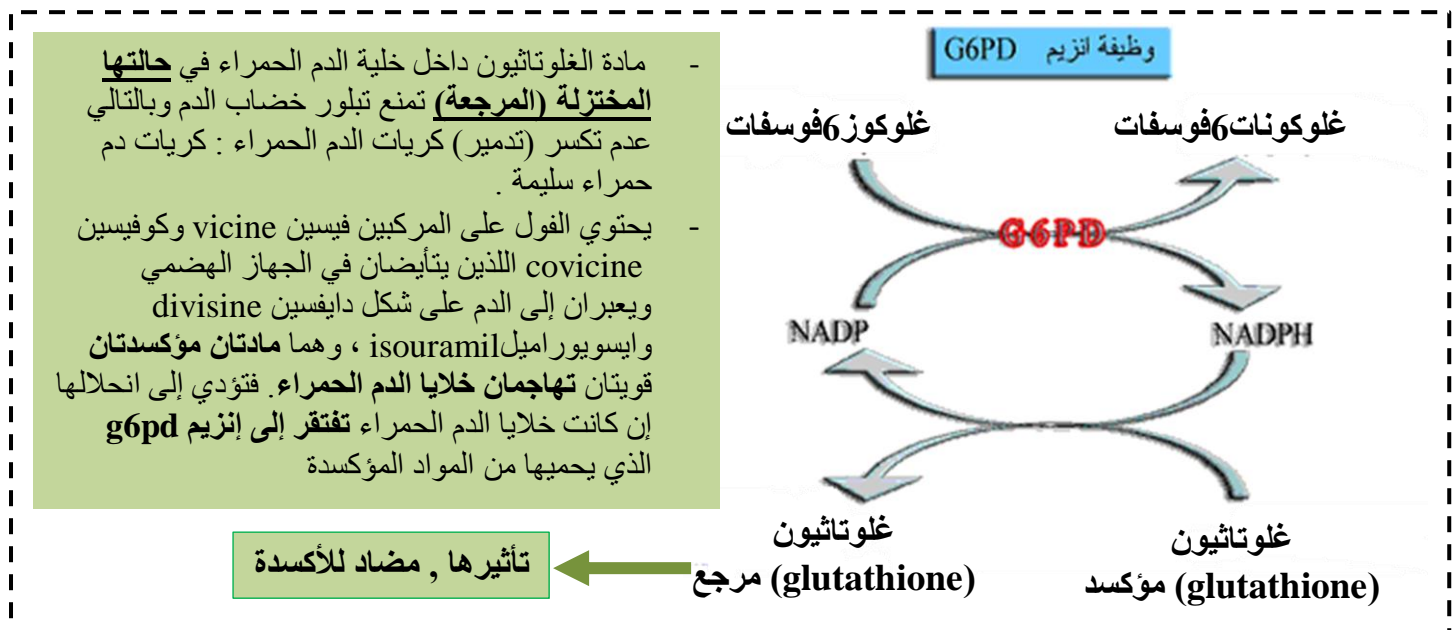 وظيفة انزيم G6PD
- مادة الغلوتاثيون داخل خلية الدم الحمراء في حالتها
المختزلة (المرجعة) تمنع تبلور خضاب الدم وبالتالي
عدم تكسر (تدمير) كريات الدم الحمراء : كريات دم
حمراء سليمة .
- يحتوي الفول على المركبين فيسين vicine وكوفيسين
covicine اللذين يتأيضان في الجهاز الهضمي
ويعبران إلى الدم على شكل دايفسين divisine
وايسويوراميلisouramil ، وهما مادتان مؤكسدتان
قويتان تهاجمان خلايا الدم الحمراء. فتؤدي إلى انحلالها
إن كانت خلايا الدم الحمراء تفتقر إلى إنزيم g6pd
الذي يحميها من المواد المؤكسدة
غلوكونات6فوسفات
غلوكوز6فوسفات
G6PD
NADP
NADPH
غلوتاثيون
(glutathione) مؤكسد
غلوتاثيون
(glutathione) مرجع
تأثيرها , مضاد للأكسدة